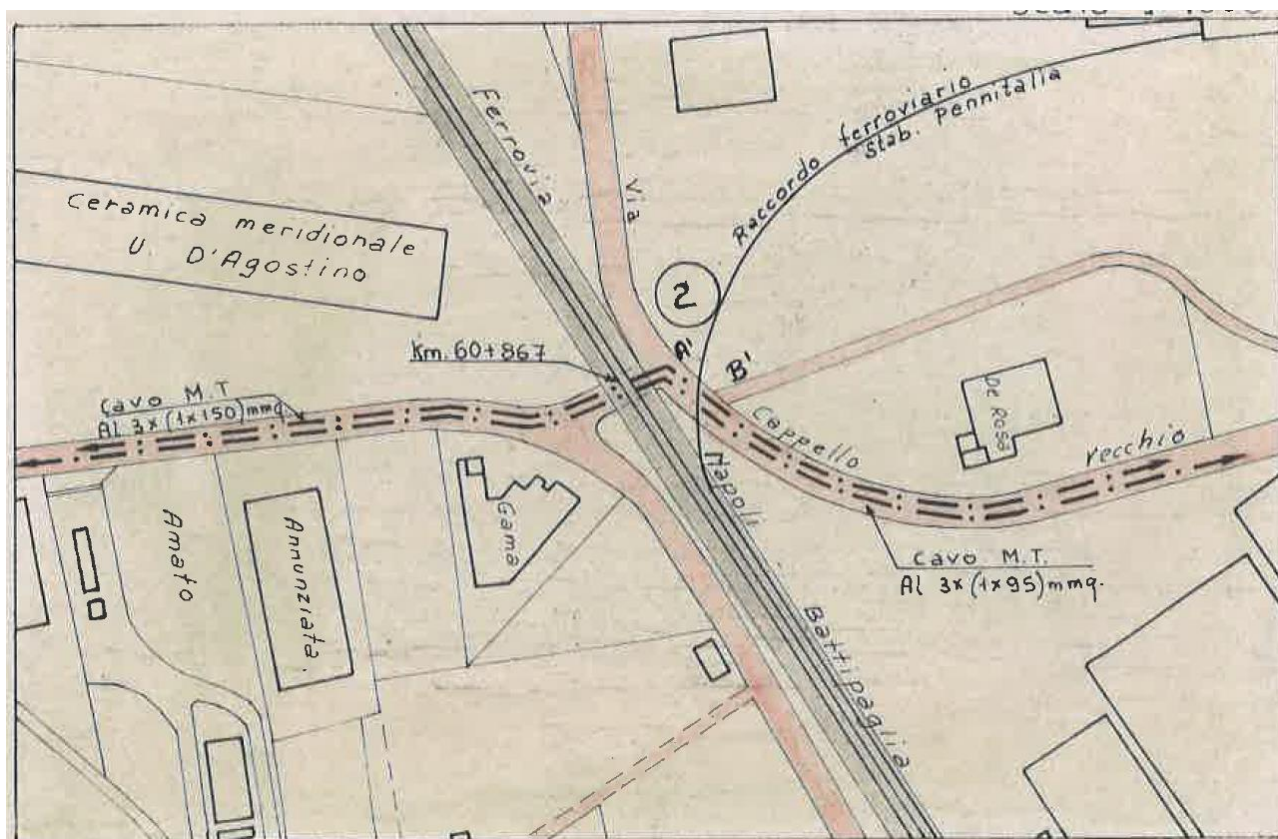 Ferrovia
Via
Raccordo ferroviario
Stab. Pennitalia
Ceramica meridionale
U. D'Agostino
2
Km. 60+867
A'
B'
Cavo M.T.
Al 3x(1x150)mmq.
Cappello
De Rosa
vecchio
Napoli
Gama
Amato
Annunziata.
Cavo M.T.
Al 3x(1x95)mmq.
Battipaglia